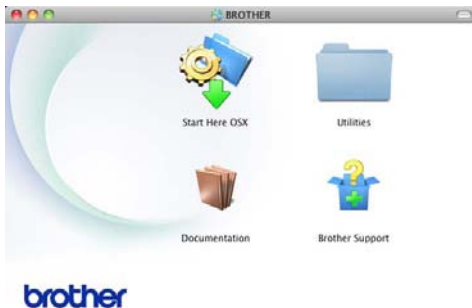 BROTHER
Start Here OSX
Utilities
Documentation
Brother Support
brother